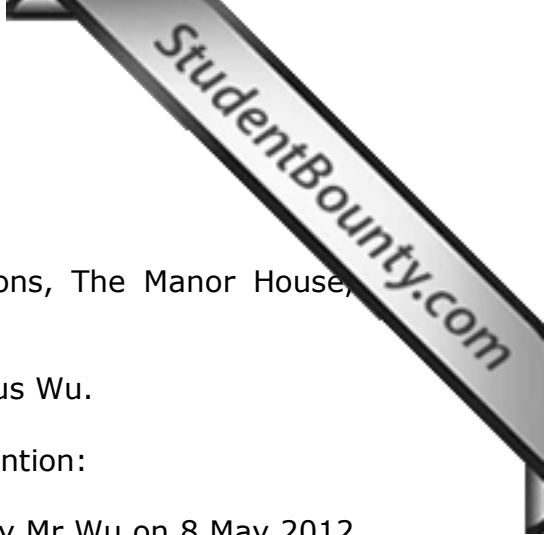 StudentBounty.com
ons, The Manor House,
us Wu.
ntion:
y Mr Wu on 8 May 2012